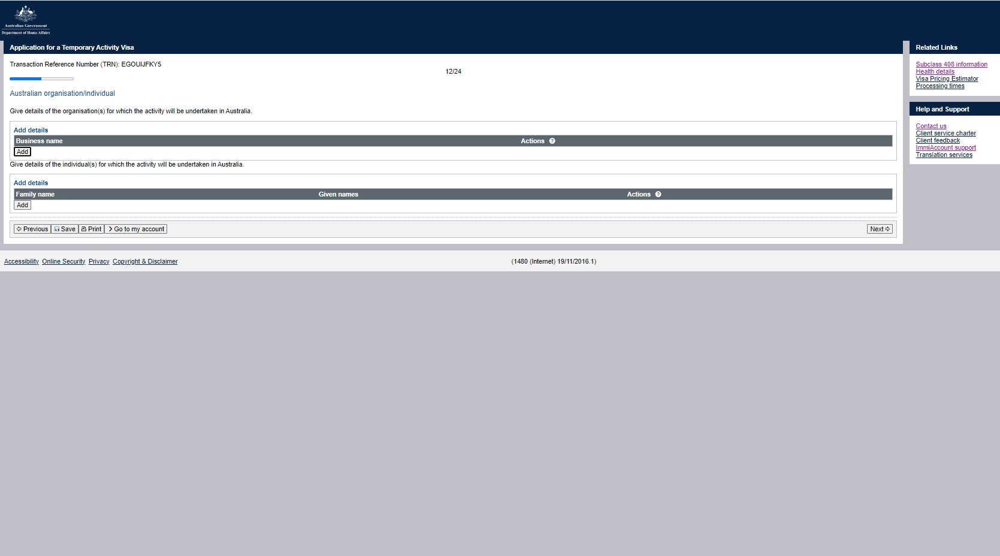 Australian Government
Department of Home Affairs
Application for a Temporary Activity Visa
Transaction Reference Number (TRN): EGOUIJFKY5
12/24
Australian organisation/individual
Give details of the organisation(s) for which the activity will be undertaken in Australia.
Add details
Business name Actions ?
Add
Give details of the individual(s) for which the activity will be undertaken in Australia.
Add details
Family name Given names Actions ?
Add
Previous Save Print Go to my account Next
Related Links
Subclass 408 information
Health details
Visa Pricing Estimator
Processing times
Help and Support
Contact us
Client service charter
Client feedback
ImmiAccount support
Translation services
Accessibility Online Security Privacy Copyright & Disclaimer (1480 (Internet) 19/11/2016.1)